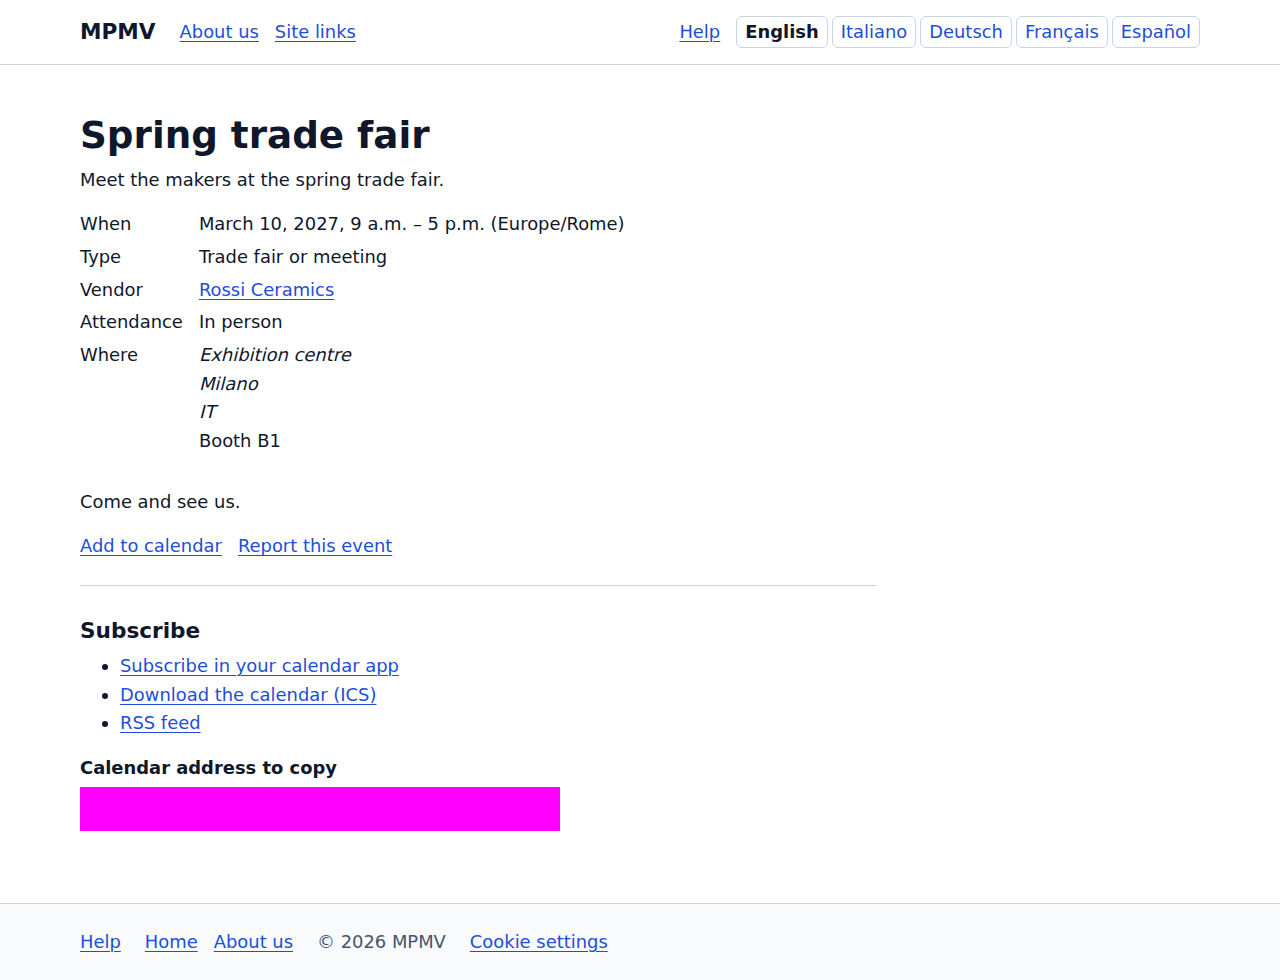 MPMV About us Site links Help English Italiano Deutsch Français Español
Spring trade fair
Meet the makers at the spring trade fair.
When March 10, 2027, 9 a.m. – 5 p.m. (Europe/Rome)
Type Trade fair or meeting
Vendor Rossi Ceramics
Attendance In person
Where Exhibition centre
Milano
IT
Booth B1
Come and see us.
Add to calendar Report this event
Subscribe
Subscribe in your calendar app
Download the calendar (ICS)
RSS feed
Calendar address to copy
Help Home About us © 2026 MPMV Cookie settings